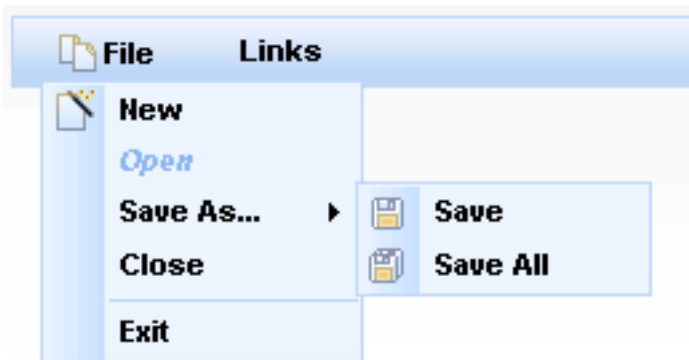 File Links
New
Open
Save As... Save
Close Save All
Exit